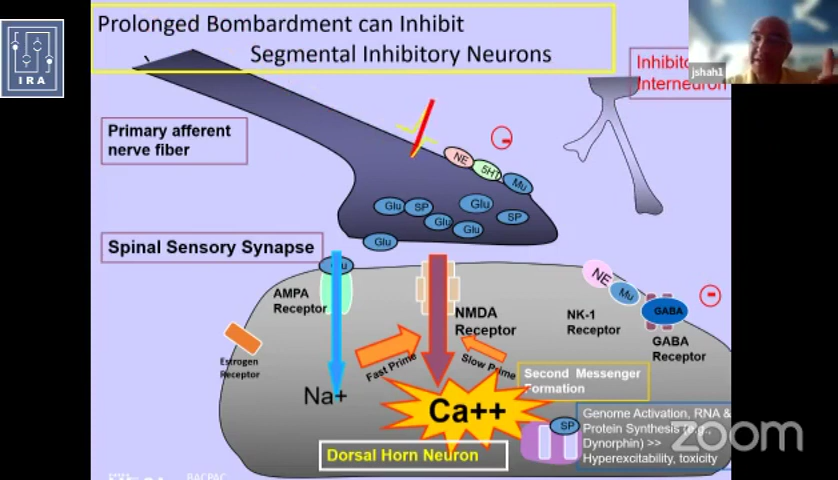 Prolonged Bombardment can Inhibit
Segmental Inhibitory Neurons
IRA
jshah1
Interneuron
Primary afferent
nerve fiber
NE
5HT
Mu
Glu
SP
Glu
Glu
SP
Glu
Glu
Spinal Sensory Synapse
AMPA
Receptor
NMDA
Receptor
NK-1
Receptor
NE
Mu
GABA
GABA
Receptor
Estrogen
Receptor
Fast Prime
Slow Prime
Na+
Ca++
Second Messenger
Formation
SP
Genome Activation, RNA &
Protein Synthesis (e.g.,
Dynorphin) >>
Hyperexcitability, toxicity
Dorsal Horn Neuron
zoom
BACPAC